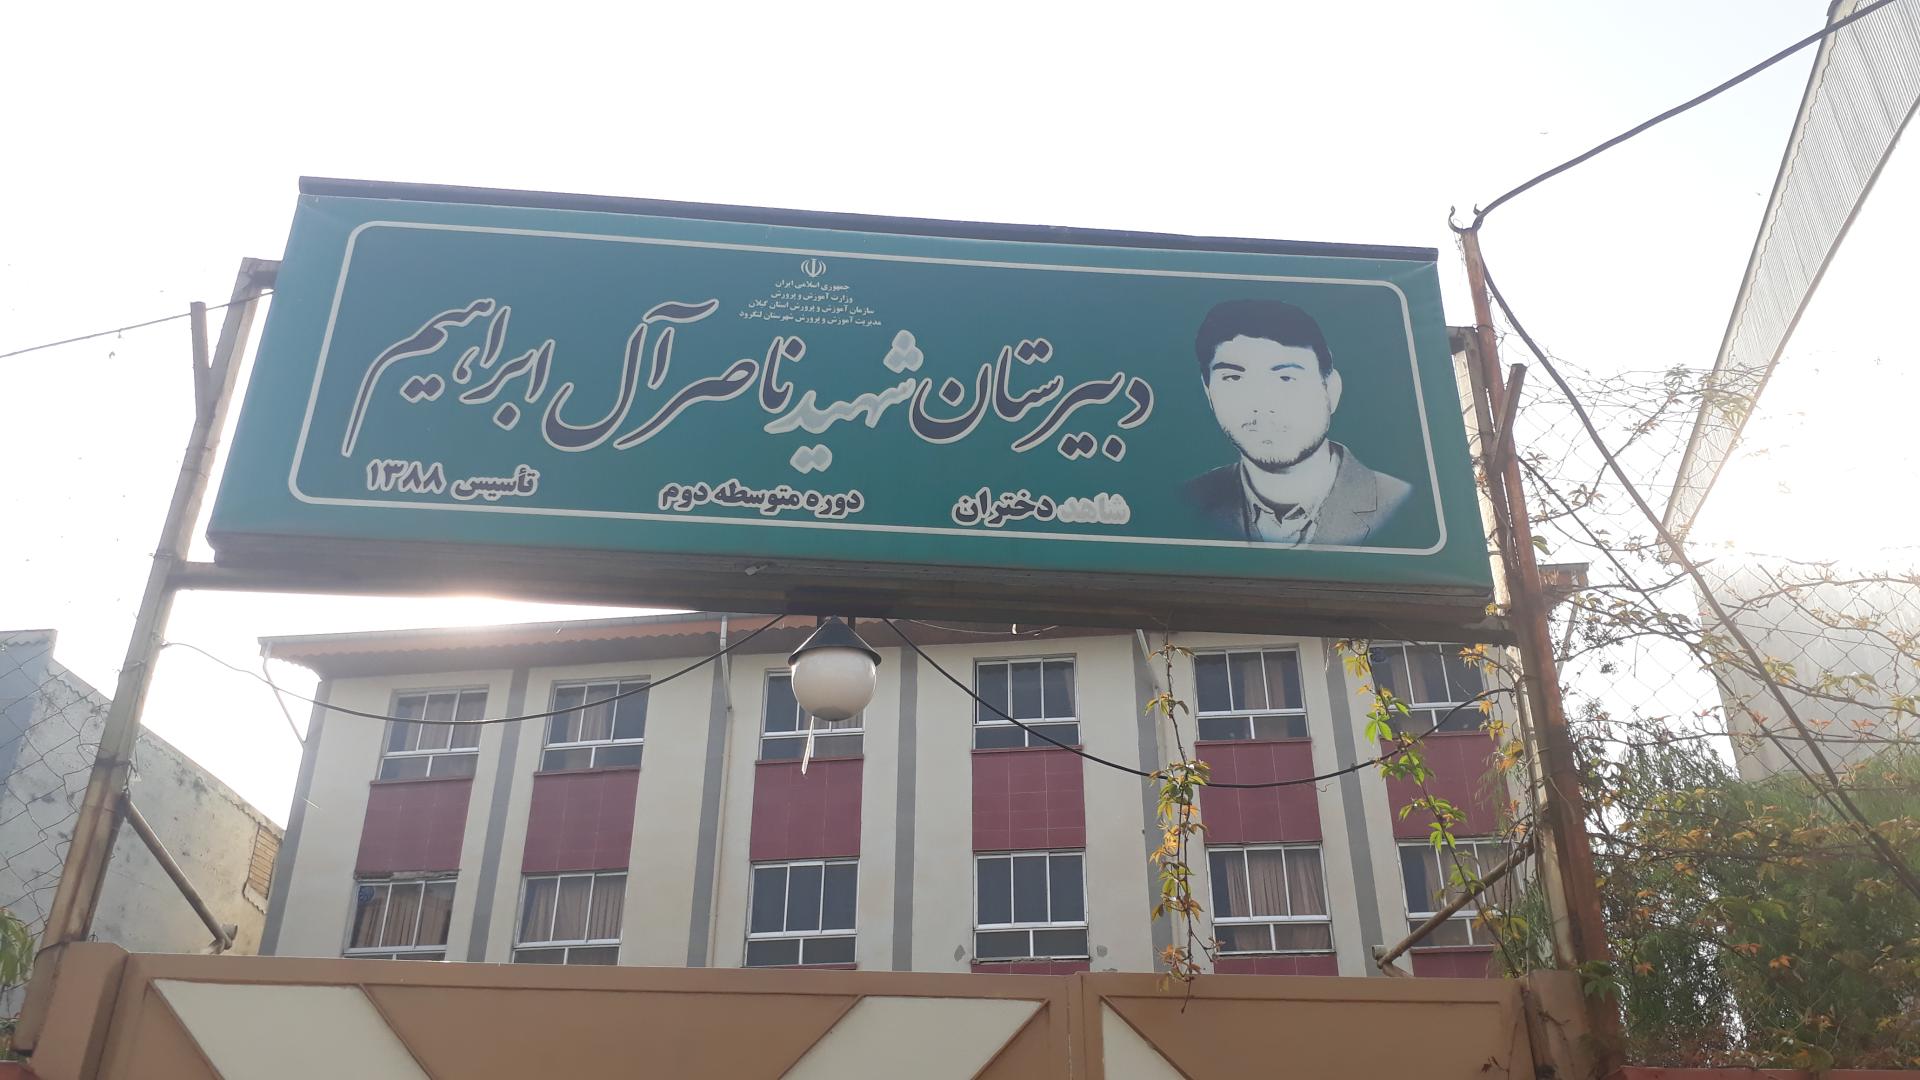 جمهوری اسلامی ایران
وزارت آموزش و پرورش
سازمان آموزش و پرورش استان گیلان
مدیریت آموزش و پرورش شهرستان لنگرود
دبیرستان شهید ناصر آل ابراهیم
شاهد دختران دوره متوسطه دوم تأسیس ۱۳۸۸